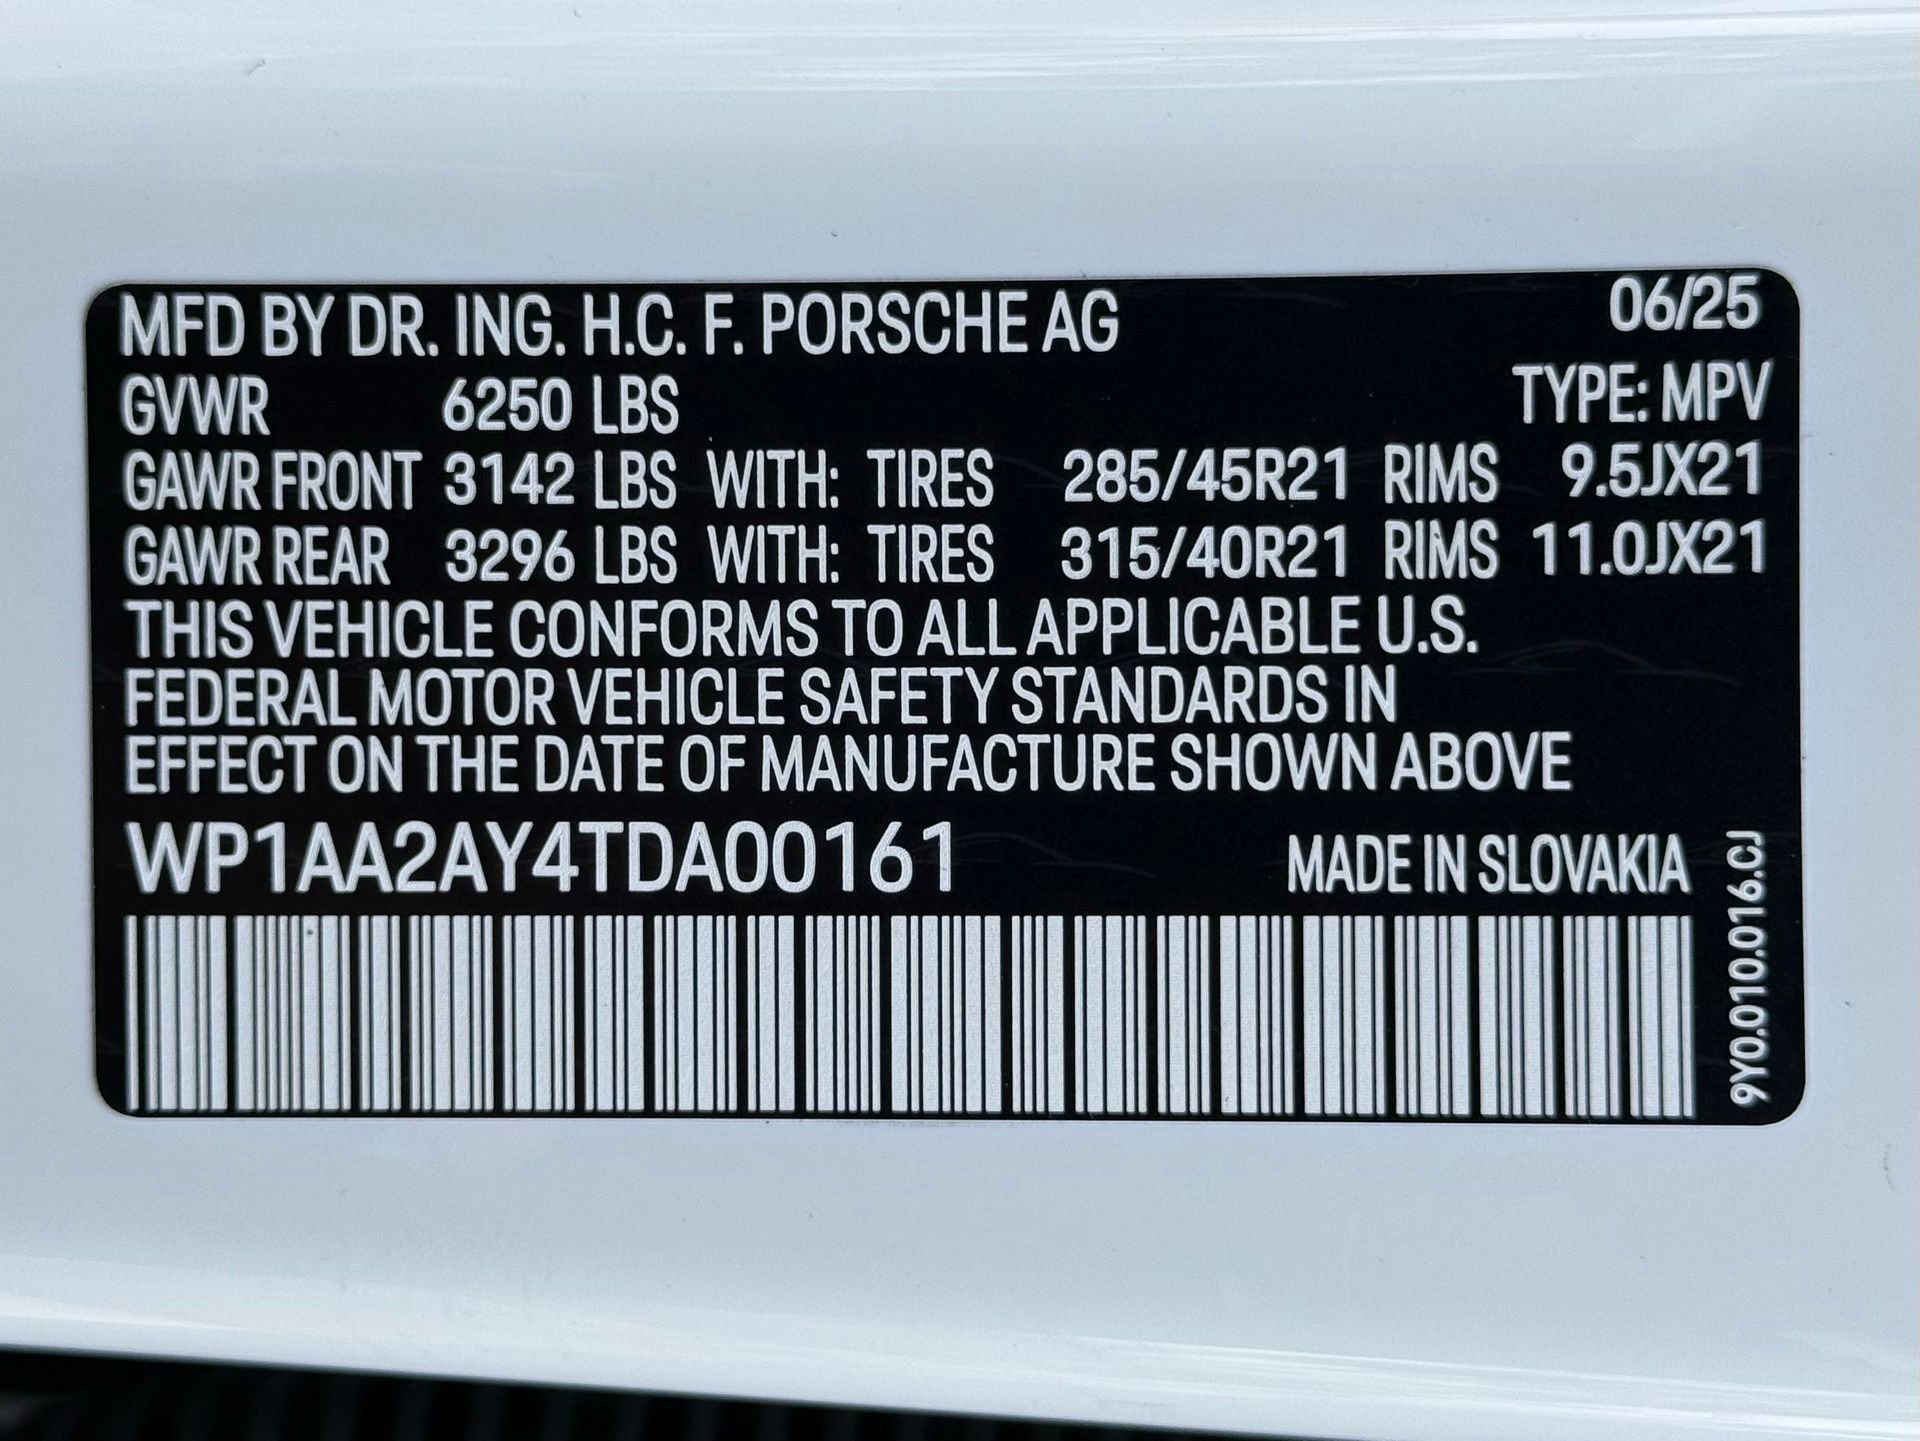 MFD BY DR. ING. H.C. F. PORSCHE AG 06/25
GVWR 6250 LBS TYPE: MPV
GAWR FRONT 3142 LBS WITH: TIRES 285/45R21 RIMS 9.5JX21
GAWR REAR 3296 LBS WITH: TIRES 315/40R21 RIMS 11.0JX21
THIS VEHICLE CONFORMS TO ALL APPLICABLE U.S.
FEDERAL MOTOR VEHICLE SAFETY STANDARDS IN
EFFECT ON THE DATE OF MANUFACTURE SHOWN ABOVE
WP1AA2AY4TDA00161 MADE IN SLOVAKIA
9Y0.010.016.CJ